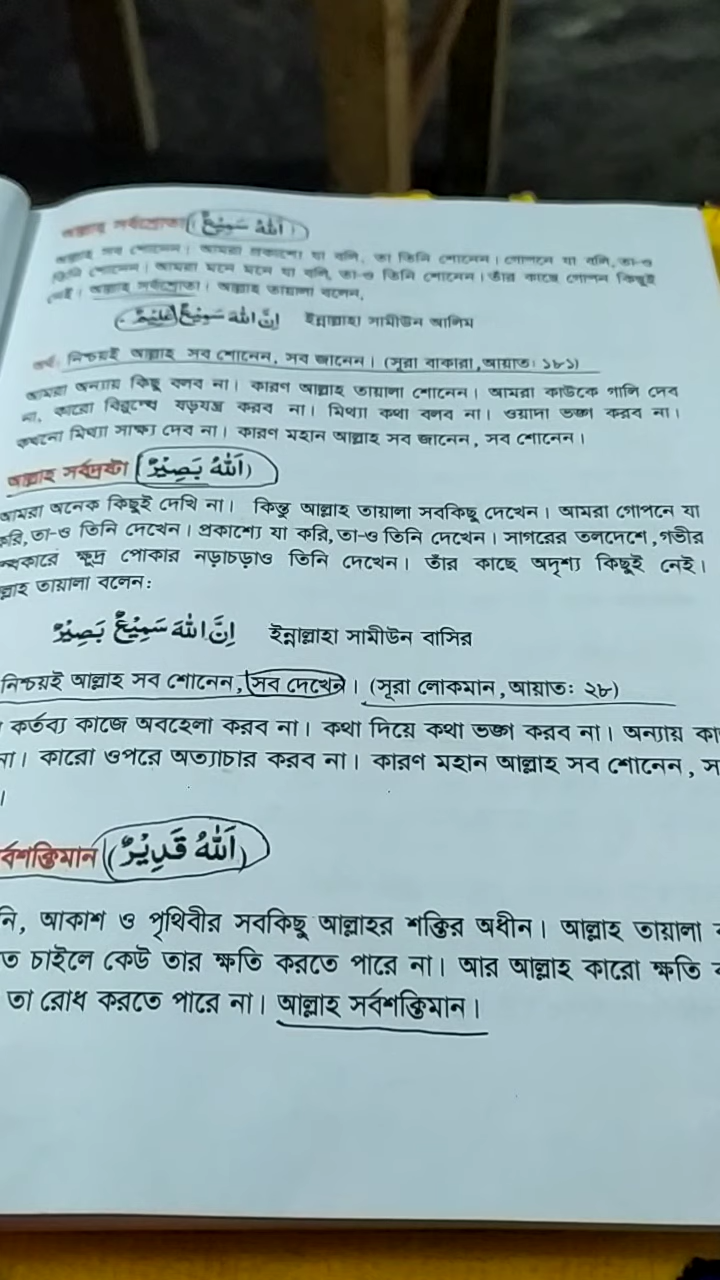 আল্লাহ সর্বশ্রোতা (اَللّٰهُ سَمِيْعٌ)
আল্লাহ সব শোনেন। আমরা প্রকাশ্যে যা বলি, তা তিনি শোনেন। গোপনে যা বলি, তা-ও
তিনি শোনেন। আমরা মনে মনে যা বলি, তা-ও তিনি শোনেন। তাঁর কাছে গোপন কিছুই
নেই। আল্লাহ সর্বশ্রোতা। আল্লাহ তায়ালা বলেন,
اِنَّ اللّٰهَ سَمِيْعٌ عَلِيْمٌ ইন্নাল্লাহা সামীউন আলিম
অর্থ: নিশ্চয়ই আল্লাহ সব শোনেন, সব জানেন। (সূরা বাকারা, আয়াত: ১৮১)
আমরা অন্যায় কিছু বলব না। কারণ আল্লাহ তায়ালা শোনেন। আমরা কাউকে গালি দেব
না, কারো বিরুদ্ধে ষড়যন্ত্র করব না। মিথ্যা কথা বলব না। ওয়াদা ভঙ্গ করব না।
কখনো মিথ্যা সাক্ষ্য দেব না। কারণ মহান আল্লাহ সব জানেন, সব শোনেন।
আল্লাহ সর্বদ্রষ্টা (اَللّٰهُ بَصِيْرٌ)
আমরা অনেক কিছুই দেখি না। কিন্তু আল্লাহ তায়ালা সবকিছু দেখেন। আমরা গোপনে যা
করি, তা-ও তিনি দেখেন। প্রকাশ্যে যা করি, তা-ও তিনি দেখেন। সাগরের তলদেশে, গভীর
ন্ধকারে ক্ষুদ্র পোকার নড়াচড়াও তিনি দেখেন। তাঁর কাছে অদৃশ্য কিছুই নেই।
ল্লাহ তায়ালা বলেন:
اِنَّ اللّٰهَ سَمِيْعٌ بَصِيْرٌ ইন্নাল্লাহা সামীউন বাসির
নিশ্চয়ই আল্লাহ সব শোনেন, সব দেখেন। (সূরা লোকমান, আয়াত: ২৮)
কর্তব্য কাজে অবহেলা করব না। কথা দিয়ে কথা ভঙ্গ করব না। অন্যায় কা
না। কারো ওপরে অত্যাচার করব না। কারণ মহান আল্লাহ সব শোনেন, স
।
র্বশক্তিমান (اَللّٰهُ قَدِيْرٌ)
নি, আকাশ ও পৃথিবীর সবকিছু আল্লাহর শক্তির অধীন। আল্লাহ তায়ালা
ত চাইলে কেউ তার ক্ষতি করতে পারে না। আর আল্লাহ কারো ক্ষতি
তা রোধ করতে পারে না। আল্লাহ সর্বশক্তিমান।